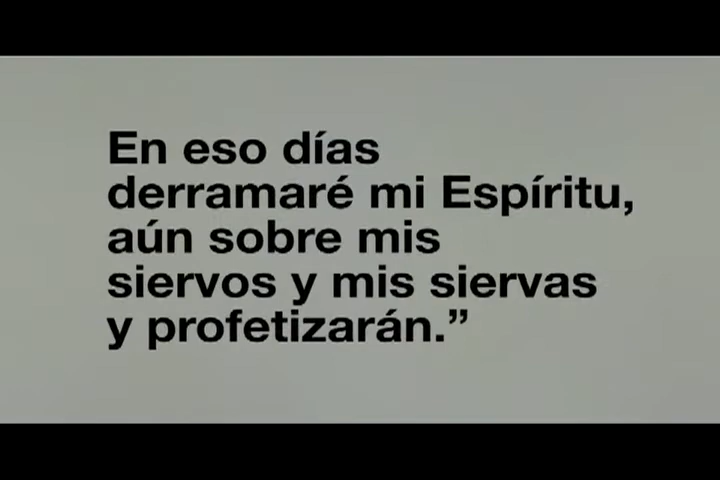 En eso días
derramaré mi Espíritu,
aún sobre mis
siervos y mis siervas
y profetizarán.”